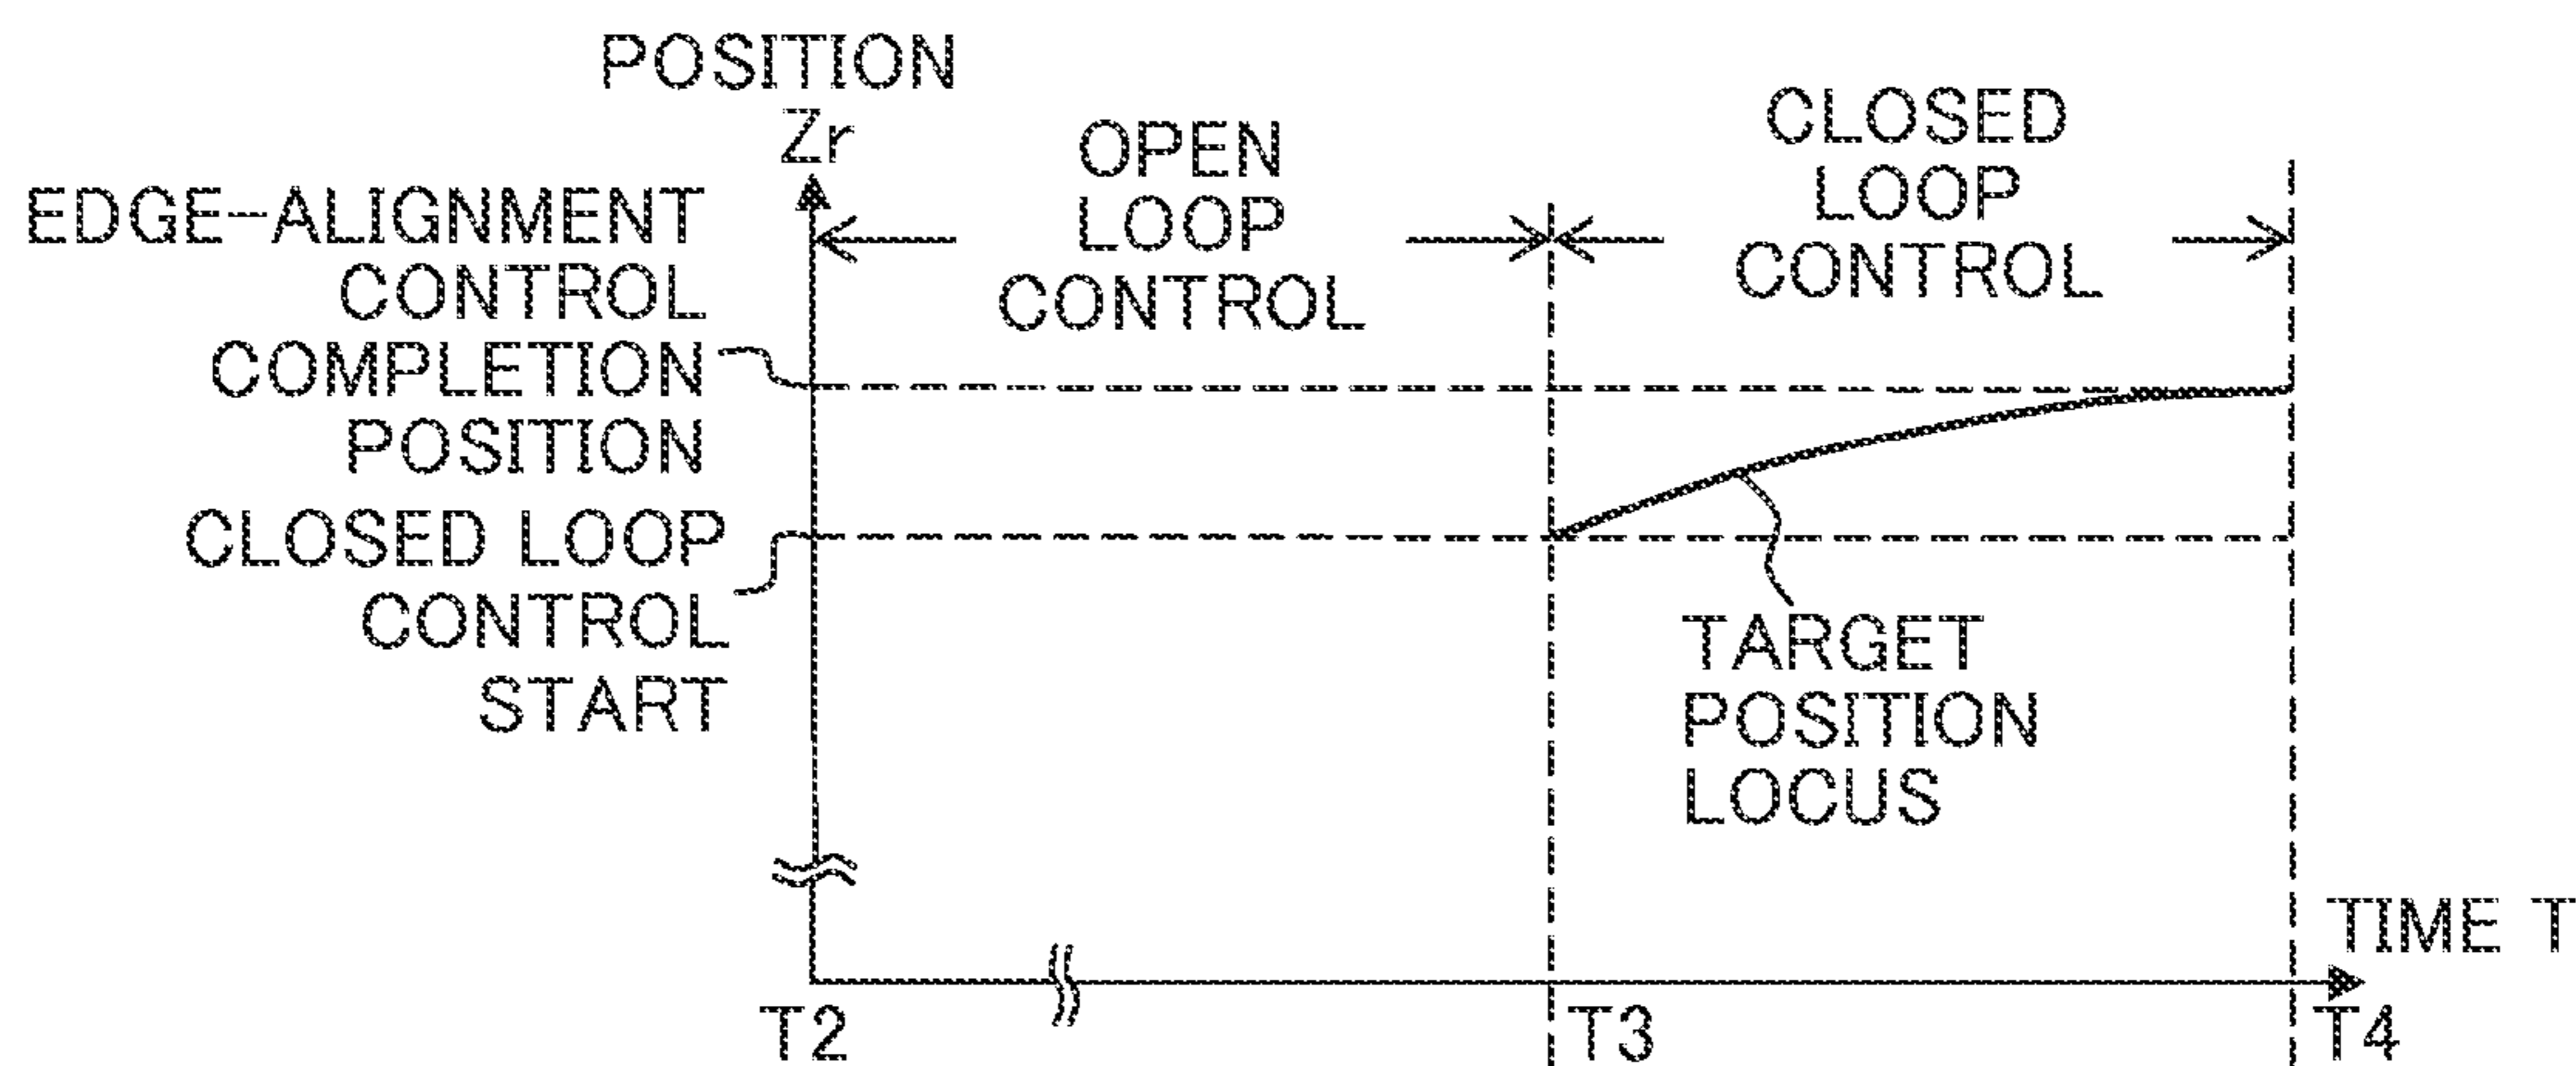 POSITION
Zr
EDGE-ALIGNMENT
CONTROL
COMPLETION
POSITION
CLOSED LOOP
CONTROL
START
OPEN
LOOP
CONTROL
CLOSED
LOOP
CONTROL
TARGET
POSITION
LOCUS
TIME T
T2
T3
T4